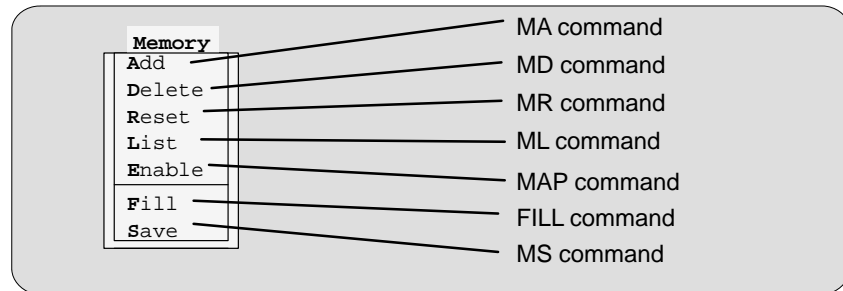 Memory
Add
Delete
Reset
List
Enable
Fill
Save
MA command
MD command
MR command
ML command
MAP command
FILL command
MS command